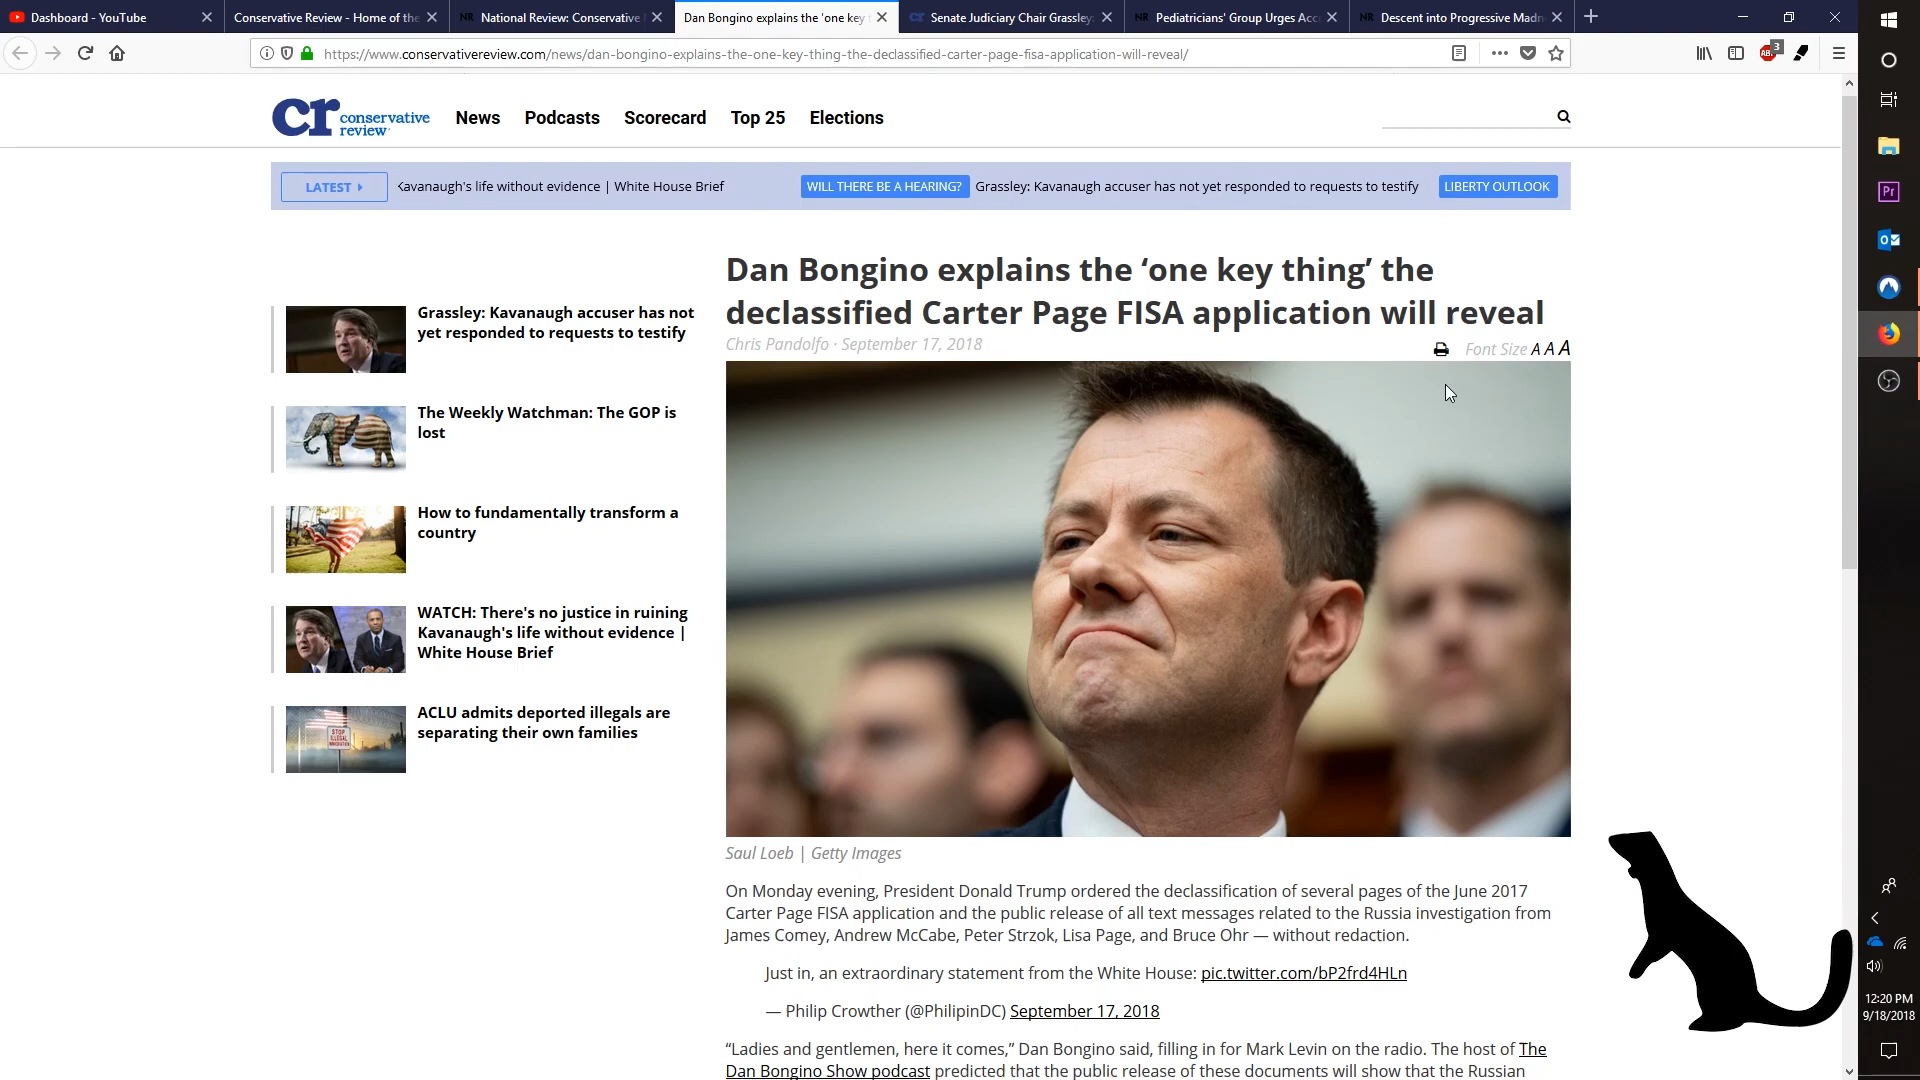 Dashboard - YouTube
Conservative Review - Home of the
National Review: Conservative
Dan Bongino explains the 'one key
Senate Judiciary Chair Grassley:
Pediatricians' Group Urges Acc
Descent into Progressive Madn
https://www.conservativereview.com/news/dan-bongino-explains-the-one-key-thing-the-declassified-carter-page-fisa-application-will-reveal/
ABP
3
cr conservative review
News Podcasts Scorecard Top 25 Elections
LATEST
Kavanaugh's life without evidence | White House Brief
WILL THERE BE A HEARING?
Grassley: Kavanaugh accuser has not yet responded to requests to testify
LIBERTY OUTLOOK
Grassley: Kavanaugh accuser has not
yet responded to requests to testify
The Weekly Watchman: The GOP is
lost
How to fundamentally transform a
country
WATCH: There's no justice in ruining
Kavanaugh's life without evidence |
White House Brief
STOP ILLEGAL IMMIGRATION
ACLU admits deported illegals are
separating their own families
Dan Bongino explains the ‘one key thing’ the
declassified Carter Page FISA application will reveal
Chris Pandolfo · September 17, 2018
Font Size A A A
Saul Loeb | Getty Images
On Monday evening, President Donald Trump ordered the declassification of several pages of the June 2017
Carter Page FISA application and the public release of all text messages related to the Russia investigation from
James Comey, Andrew McCabe, Peter Strzok, Lisa Page, and Bruce Ohr — without redaction.
Just in, an extraordinary statement from the White House: pic.twitter.com/bP2frd4HLn
— Philip Crowther (@PhilipinDC) September 17, 2018
“Ladies and gentlemen, here it comes,” Dan Bongino said, filling in for Mark Levin on the radio. The host of The
Dan Bongino Show podcast predicted that the public release of these documents will show that the Russian
Pr
12:20 PM
9/18/2018